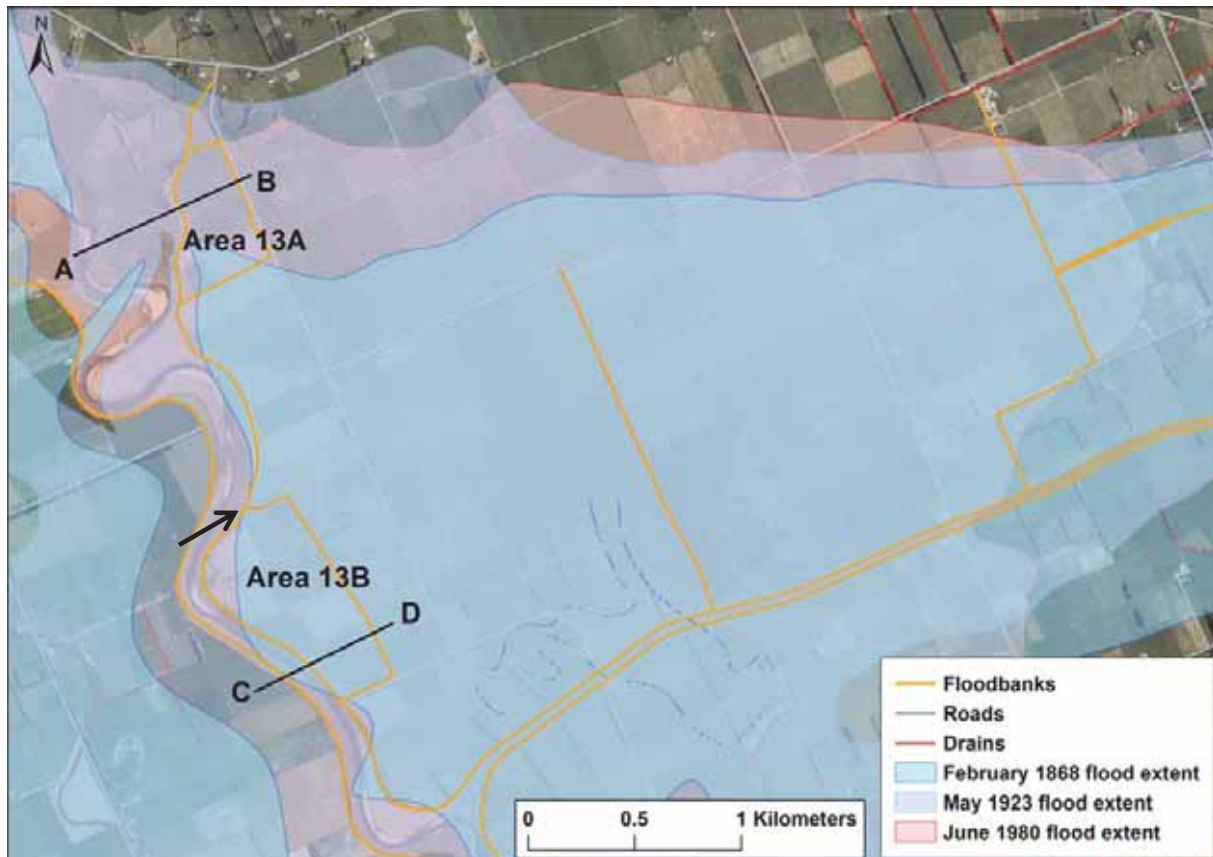 N
B
Area 13A
A
Area 13B
D
C
Floodbanks
Roads
Drains
February 1868 flood extent
May 1923 flood extent
June 1980 flood extent
0 0.5 1 Kilometers